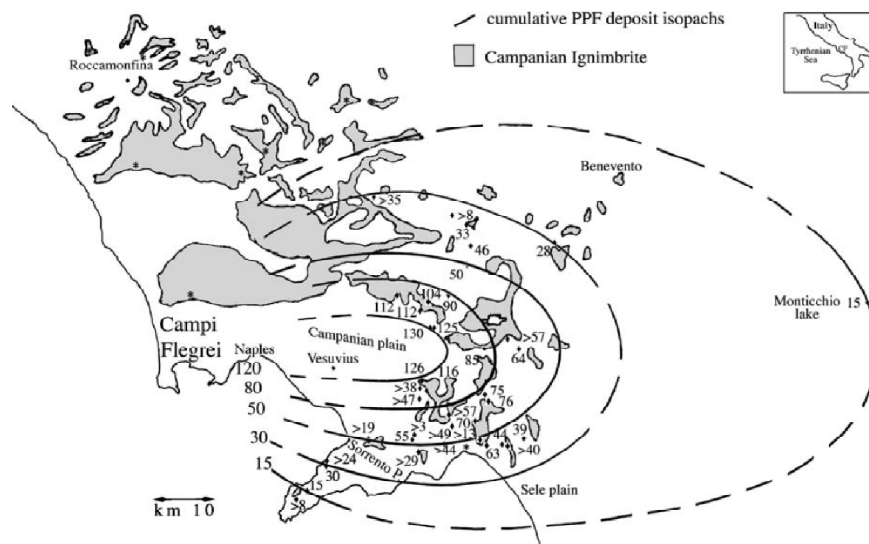 cumulative PPF deposit isopachs
Campanian Ignimbrite
Italy
Tyrrhenian
Sea
CF
Roccamonfina
Benevento
>35
>8
33
46
28
50
104
90
112
112
125
130
Monticchio
lake
15
Campi
Flegrei
Campanian plain
Naples
Vesuvius
>57
64
85
126
116
120
80
50
30
15
>38
>47
75
76
>57
70
>3
>49
>13
>19
55
44
39
>44
63
>40
>24
>29
30
Sorrento P.
15
>8
Sele plain
km 10